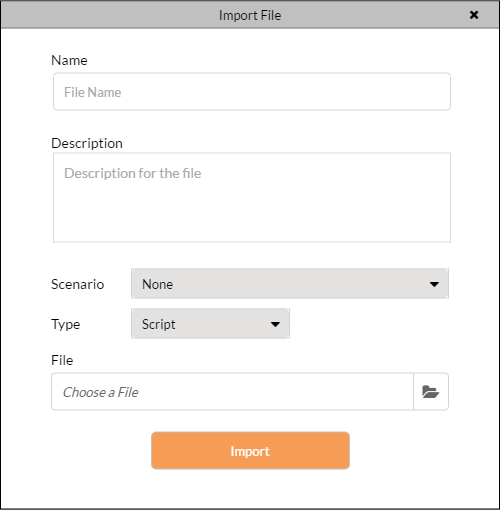 Import File
Name
File Name
Description
Description for the file
Scenario None
Type Script
File
Choose a File
Import